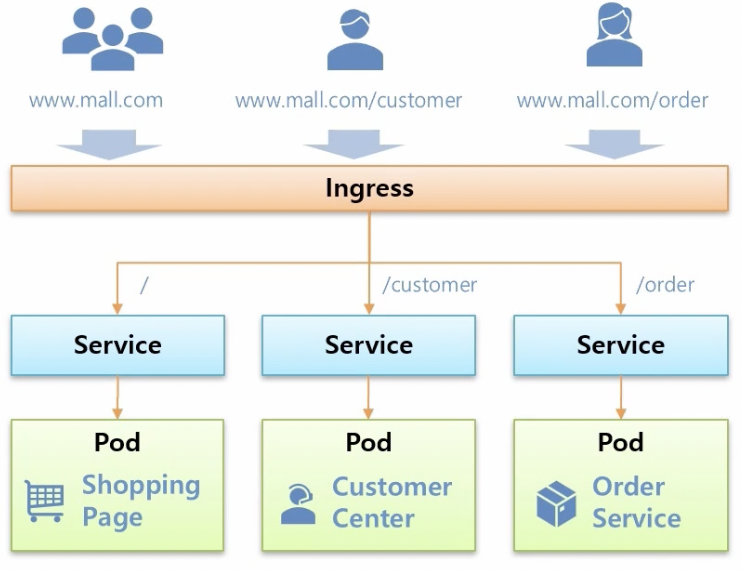 www.mall.com
www.mall.com/customer
www.mall.com/order
Ingress
/
/customer
/order
Service
Service
Service
Pod
Shopping
Page
Pod
Customer
Center
Pod
Order
Service